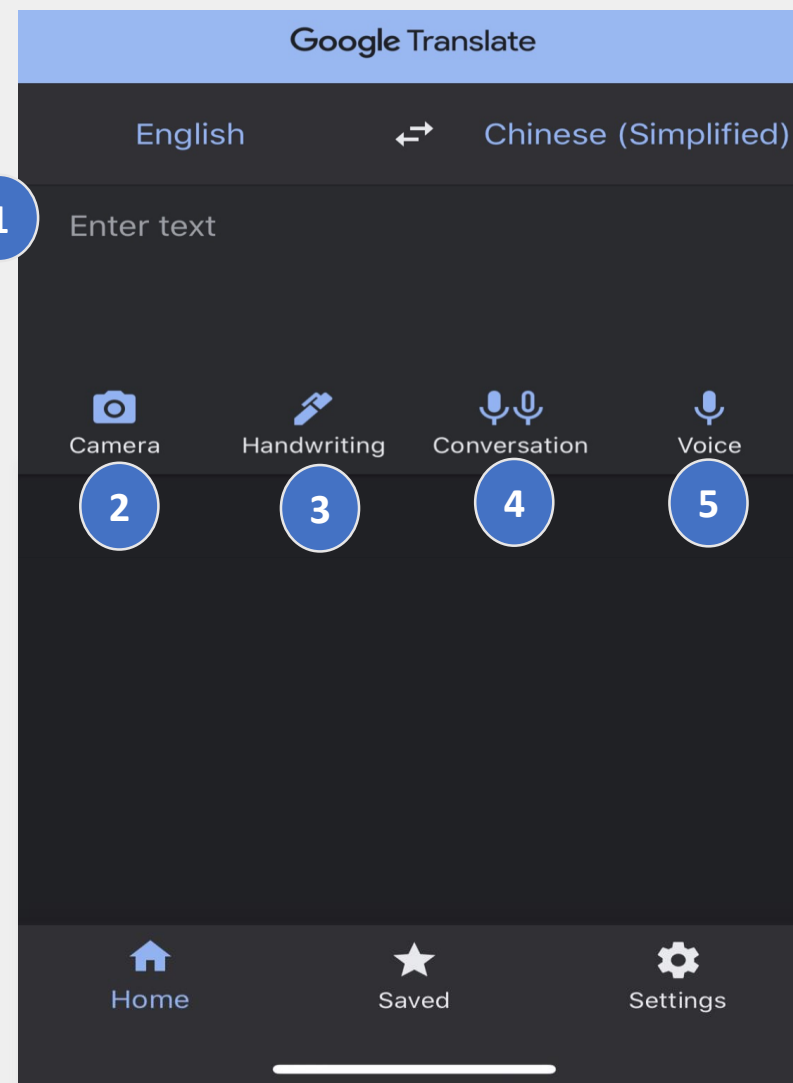 Google Translate
English Chinese (Simplified)
1 Enter text
Camera Handwriting Conversation Voice
2 3 4 5
Home Saved Settings